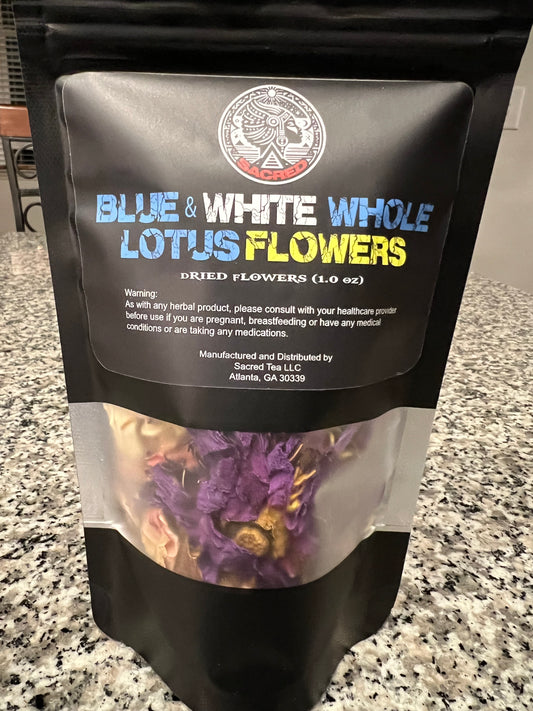 SACRED
BLUE & WHITE WHOLE
LOTUS FLOWERS
DRIED FLOWERS (1.0 OZ)
Warning:
As with any herbal product, please consult with your healthcare provider
before use if you are pregnant, breastfeeding or have any medical
conditions or are taking any medications.
Manufactured and Distributed by
Sacred Tea LLC
Atlanta, GA 30339